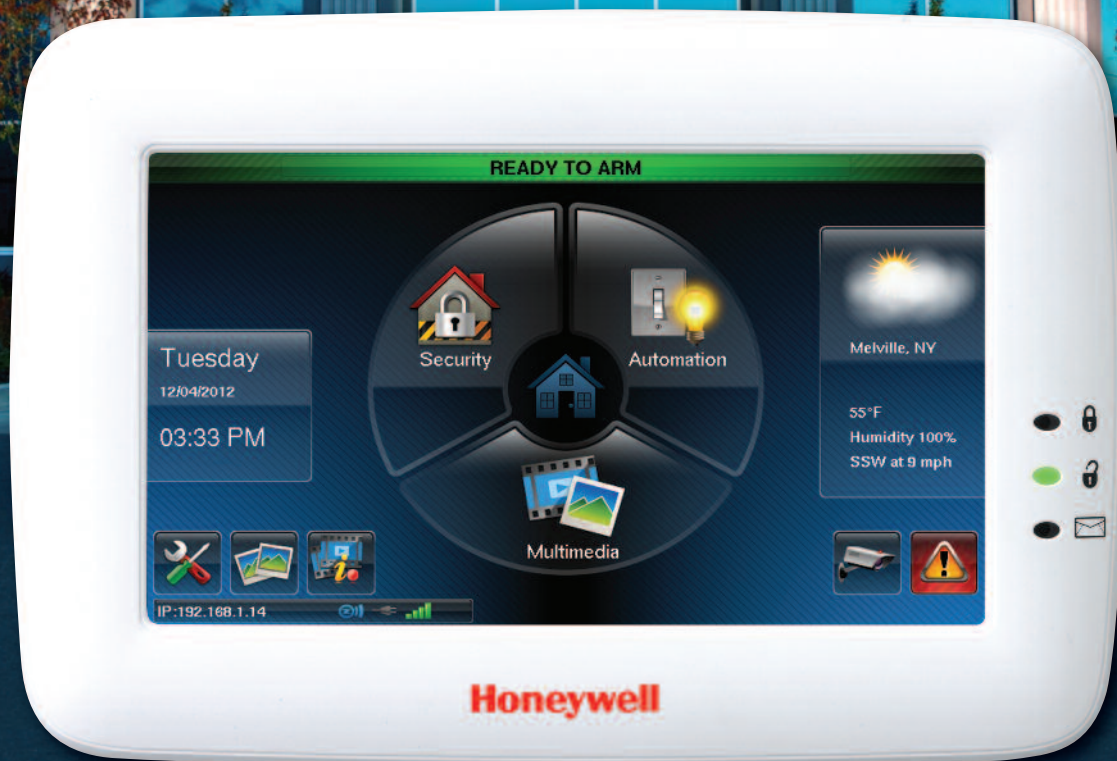 READY TO ARM
Security
Automation
Multimedia
Tuesday
12/04/2012
03:33 PM
Melville, NY
55°F
Humidity 100%
SSW at 9 mph
IP:192.168.1.14
Honeywell